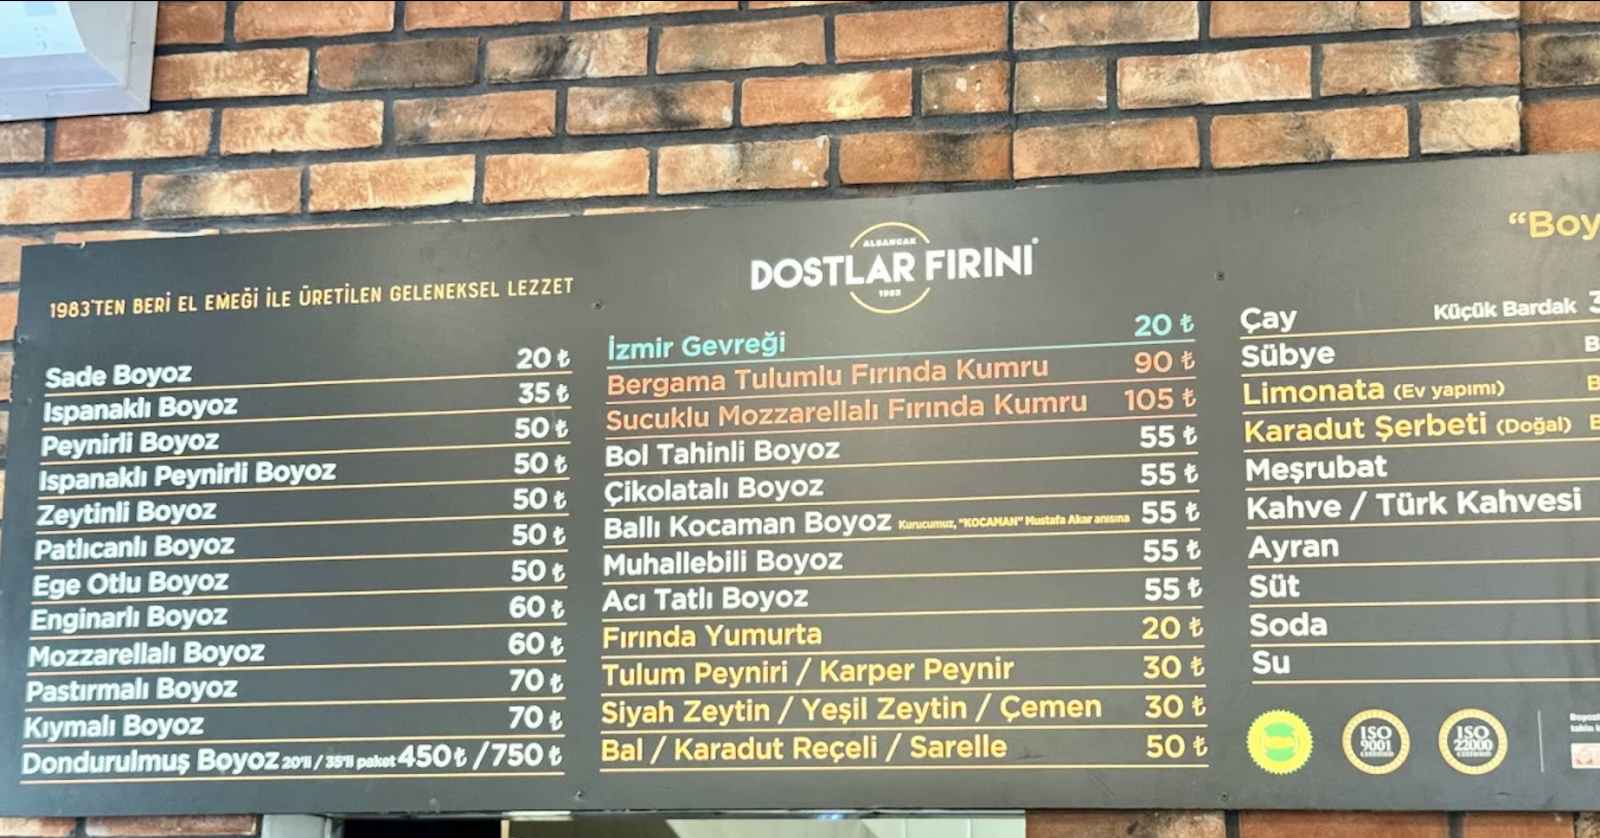 1983'TEN BERİ EL EMEĞİ İLE ÜRETİLEN GELENEKSEL LEZZET
Sade Boyoz 20 ₺
Ispanaklı Boyoz 35 ₺
Peynirli Boyoz 50 ₺
Ispanaklı Peynirli Boyoz 50 ₺
Zeytinli Boyoz 50 ₺
Patlıcanlı Boyoz 50 ₺
Ege Otlu Boyoz 50 ₺
Enginarlı Boyoz 60 ₺
Mozzarellalı Boyoz 60 ₺
Pastırmalı Boyoz 70 ₺
Kıymalı Boyoz 70 ₺
Dondurulmuş Boyoz 20'li / 35'li paket 450₺ / 750 ₺
ALSANCAK
DOSTLAR FIRINI
1983
İzmir Gevreği 20 ₺
Bergama Tulumlu Fırında Kumru 90 ₺
Sucuklu Mozzarellalı Fırında Kumru 105 ₺
Bol Tahinli Boyoz 55 ₺
Çikolatalı Boyoz 55 ₺
Ballı Kocaman Boyoz Kurucumuz, "KOCAMAN" Mustafa Akar anısına 55 ₺
Muhallebili Boyoz 55 ₺
Acı Tatlı Boyoz 55 ₺
Fırında Yumurta 20 ₺
Tulum Peyniri / Karper Peynir 30 ₺
Siyah Zeytin / Yeşil Zeytin / Çemen 30 ₺
Bal / Karadut Reçeli / Sarelle 50 ₺
"Boy
Çay Küçük Bardak 3
Sübye B
Limonata (Ev yapımı) B
Karadut Şerbeti (Doğal) B
Meşrubat
Kahve / Türk Kahvesi
Ayran
Süt
Soda
Su
ISO
9001
CERTIFIED
ISO
22000
CERTIFIED